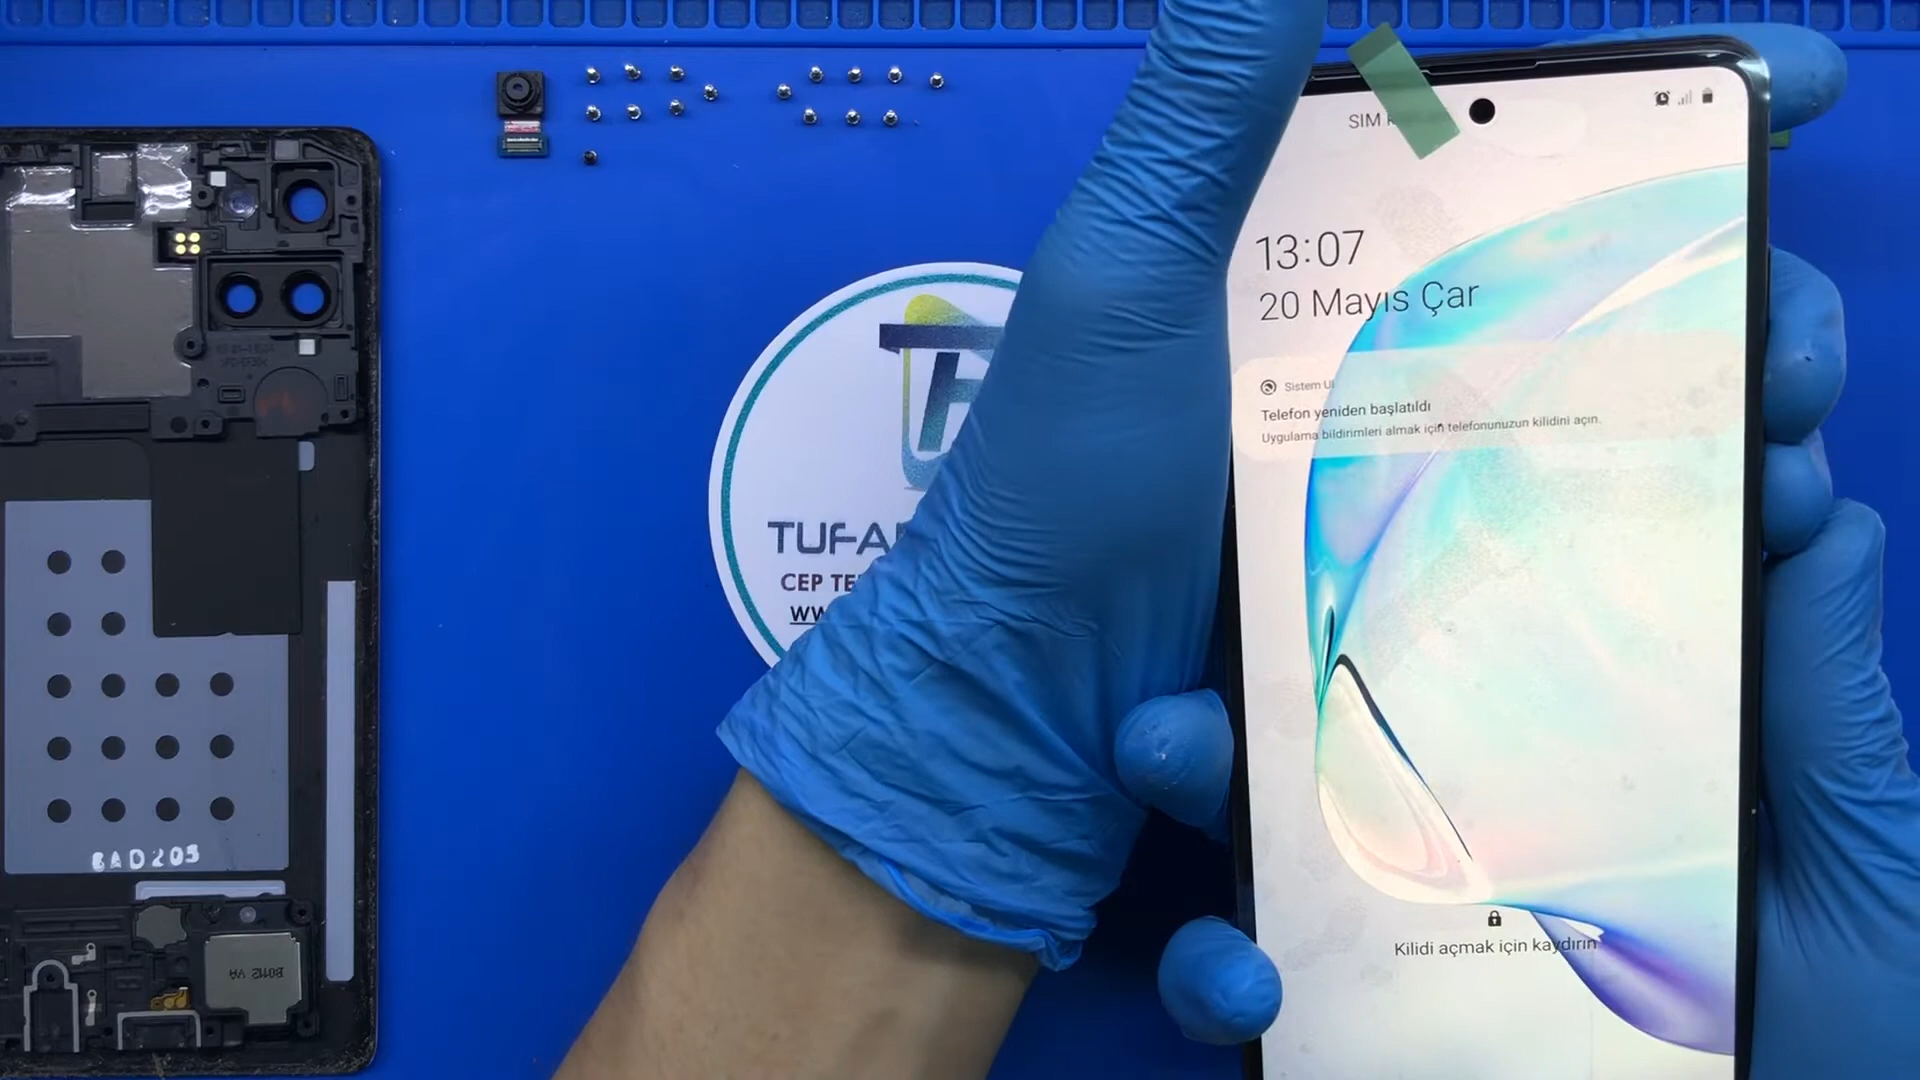 SIM
13:07
20 Mayıs Çar
Sistem UI
Telefon yeniden başlatıldı
Uygulama bildirimleri almak için telefonunuzun kilidini açın.
Kilidi açmak için kaydırın
TUFA
CEP TE
WW
BAD205
B0112 VA